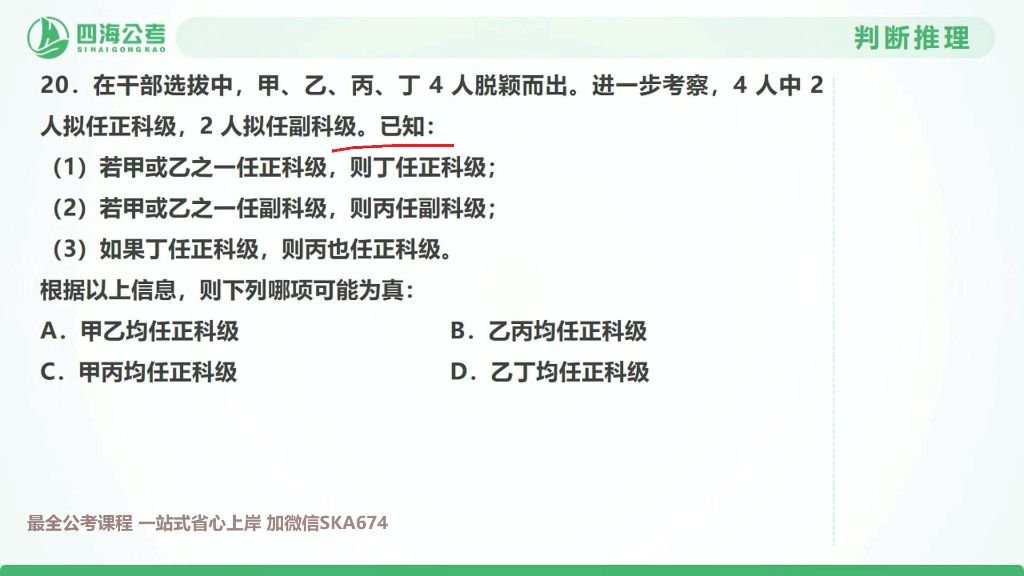 四海公考
SIHAIGONGKAO
判断推理
20．在干部选拔中，甲、乙、丙、丁 4 人脱颖而出。进一步考察，4 人中 2
人拟任正科级，2 人拟任副科级。已知：
（1）若甲或乙之一任正科级，则丁任正科级；
（2）若甲或乙之一任副科级，则丙任副科级；
（3）如果丁任正科级，则丙也任正科级。
根据以上信息，则下列哪项可能为真：
A．甲乙均任正科级 B．乙丙均任正科级
C．甲丙均任正科级 D．乙丁均任正科级
最全公考课程 一站式省心上岸 加微信SKA674